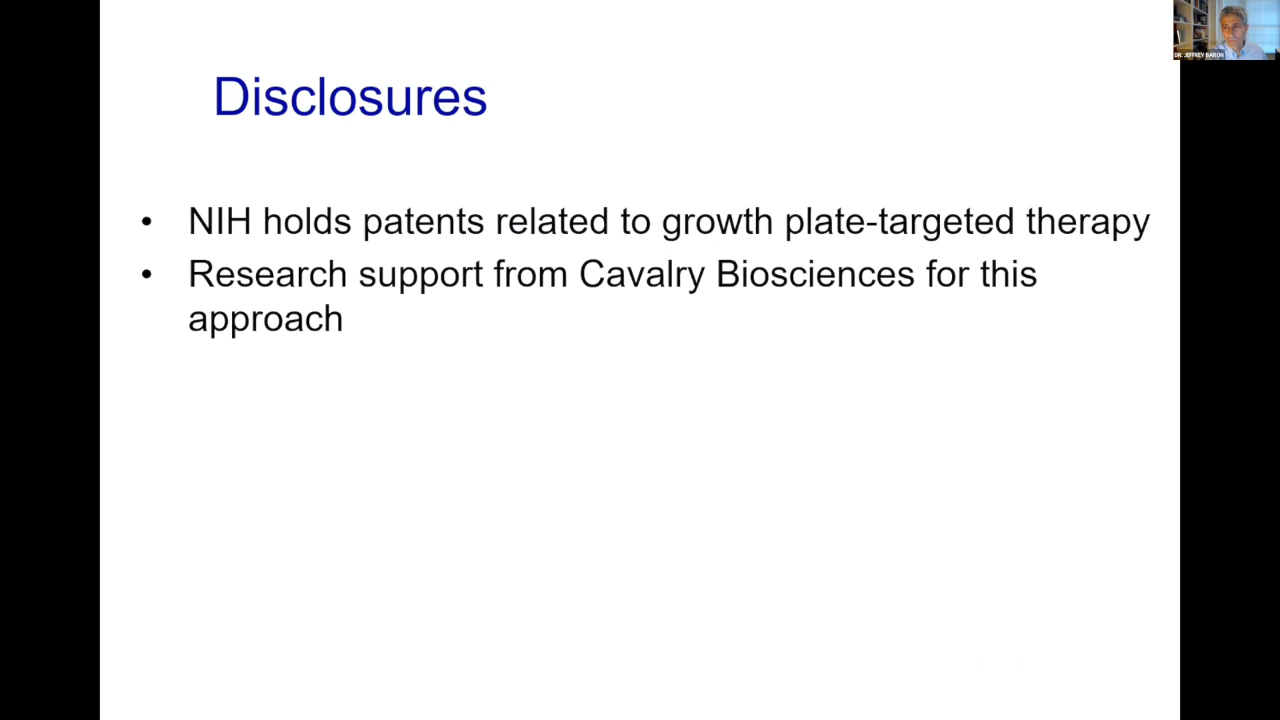 DR. JEFFREY BARON
Disclosures
• NIH holds patents related to growth plate-targeted therapy
• Research support from Cavalry Biosciences for this
approach